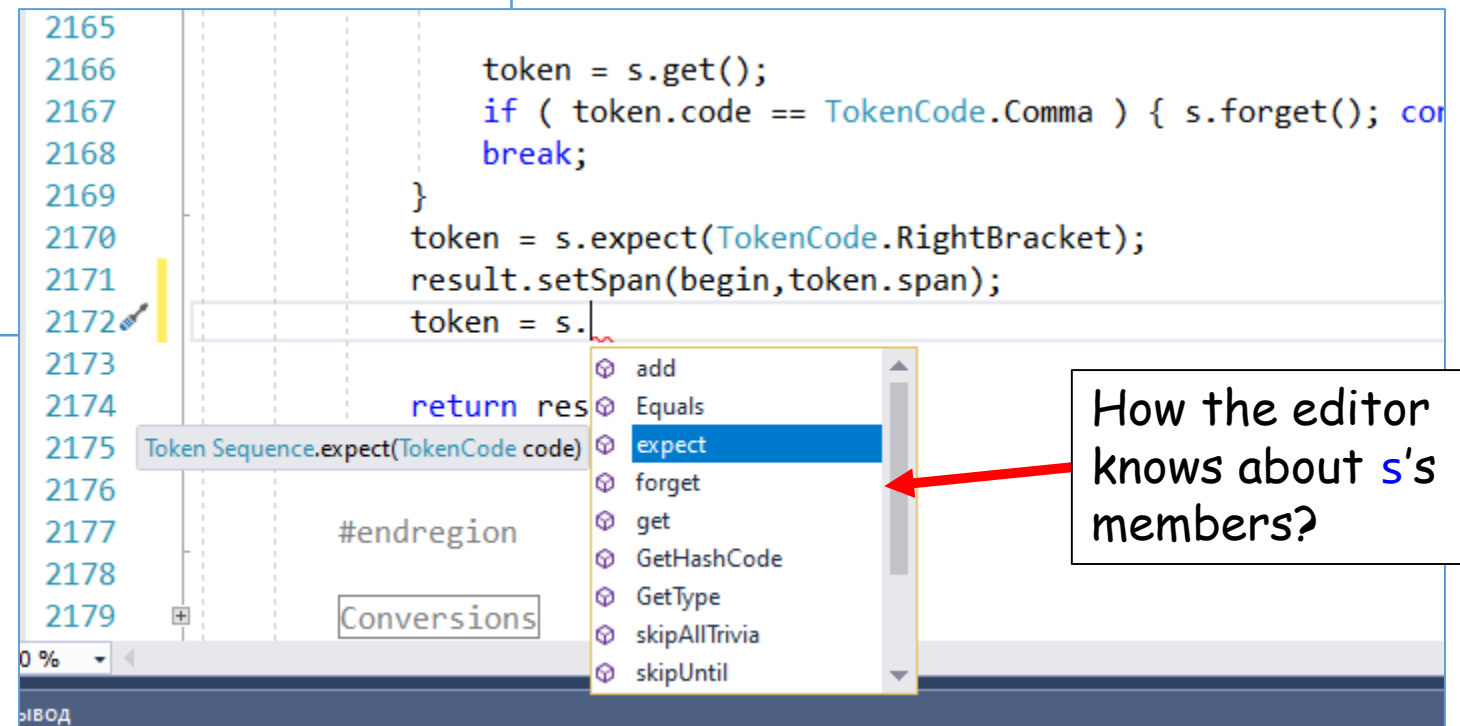 2165
2166 token = s.get();
2167 if ( token.code == TokenCode.Comma ) { s.forget(); cor
2168 break;
2169 }
2170 token = s.expect(TokenCode.RightBracket);
2171 result.setSpan(begin,token.span);
2172 token = s.
2173
2174 return res
2175
2176
2177 #endregion
2178
2179 Conversions
Token Sequence.expect(TokenCode code)
add
Equals
expect
forget
get
GetHashCode
GetType
skipAllTrivia
skipUntil
How the editor
knows about s's
members?
0 %
ывод